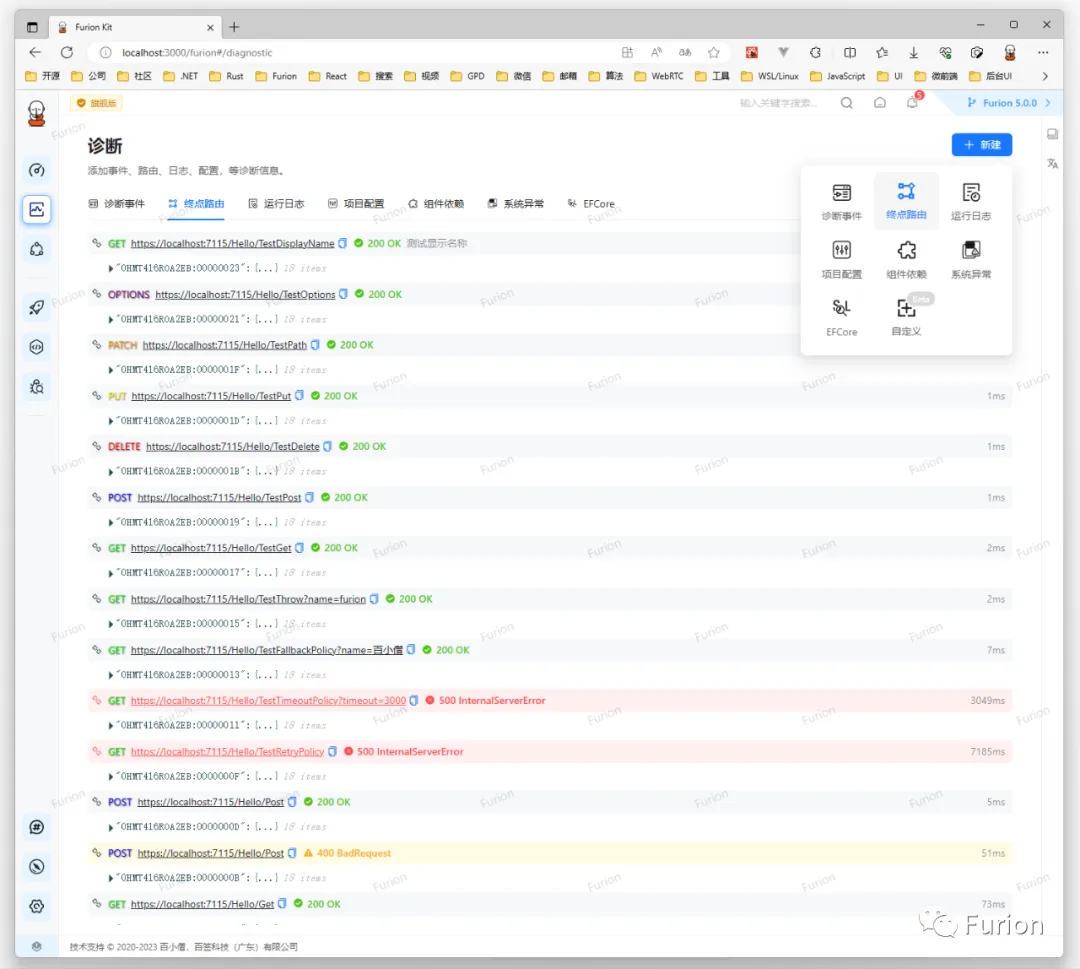 Furion Kit
localhost:3000/furion#/diagnostic
开源 公司 社区 .NET Rust Furion React 搜索 视频 GPD 微信 邮箱 算法 WebRTC 工具 WSL/Linux JavaScript UI 微前端 后台UI
旗舰版 输入关键字搜索... 5 Furion 5.0.0
诊断
新建
添加事件、路由、日志、配置，等诊断信息。
诊断事件 终点路由 运行日志 项目配置 组件依赖 系统异常 EFCore
诊断事件 终点路由 运行日志
项目配置 组件依赖 系统异常
Beta
EFCore 自定义
GET https://localhost:7115/Hello/TestDisplayName 200 OK 测试显示名称
"0HMT416ROA2EB:00000023": {...} 18 items
OPTIONS https://localhost:7115/Hello/TestOptions 200 OK
"0HMT416ROA2EB:00000021": {...} 18 items
PATCH https://localhost:7115/Hello/TestPath 200 OK
"0HMT416ROA2EB:0000001F": {...} 18 items
PUT https://localhost:7115/Hello/TestPut 200 OK 1ms
"0HMT416ROA2EB:0000001D": {...} 18 items
DELETE https://localhost:7115/Hello/TestDelete 200 OK 1ms
"0HMT416ROA2EB:0000001B": {...} 18 items
POST https://localhost:7115/Hello/TestPost 200 OK 1ms
"0HMT416ROA2EB:00000019": {...} 18 items
GET https://localhost:7115/Hello/TestGet 200 OK 2ms
"0HMT416ROA2EB:00000017": {...} 18 items
GET https://localhost:7115/Hello/TestThrow?name=furion 200 OK 2ms
"0HMT416ROA2EB:00000015": {...} 18 items
GET https://localhost:7115/Hello/TestFallbackPolicy?name=百小僧 200 OK 7ms
"0HMT416ROA2EB:00000013": {...} 18 items
GET https://localhost:7115/Hello/TestTimeoutPolicy?timeout=3000 500 InternalServerError 3049ms
"0HMT416ROA2EB:00000011": {...} 18 items
GET https://localhost:7115/Hello/TestRetryPolicy 500 InternalServerError 7185ms
"0HMT416ROA2EB:0000000F": {...} 18 items
POST https://localhost:7115/Hello/Post 200 OK 5ms
"0HMT416ROA2EB:0000000D": {...} 18 items
POST https://localhost:7115/Hello/Post 400 BadRequest 51ms
"0HMT416ROA2EB:0000000B": {...} 18 items
GET https://localhost:7115/Hello/Get 200 OK 73ms
Furion
技术支持 © 2020-2023 百小僧，百签科技（广东）有限公司